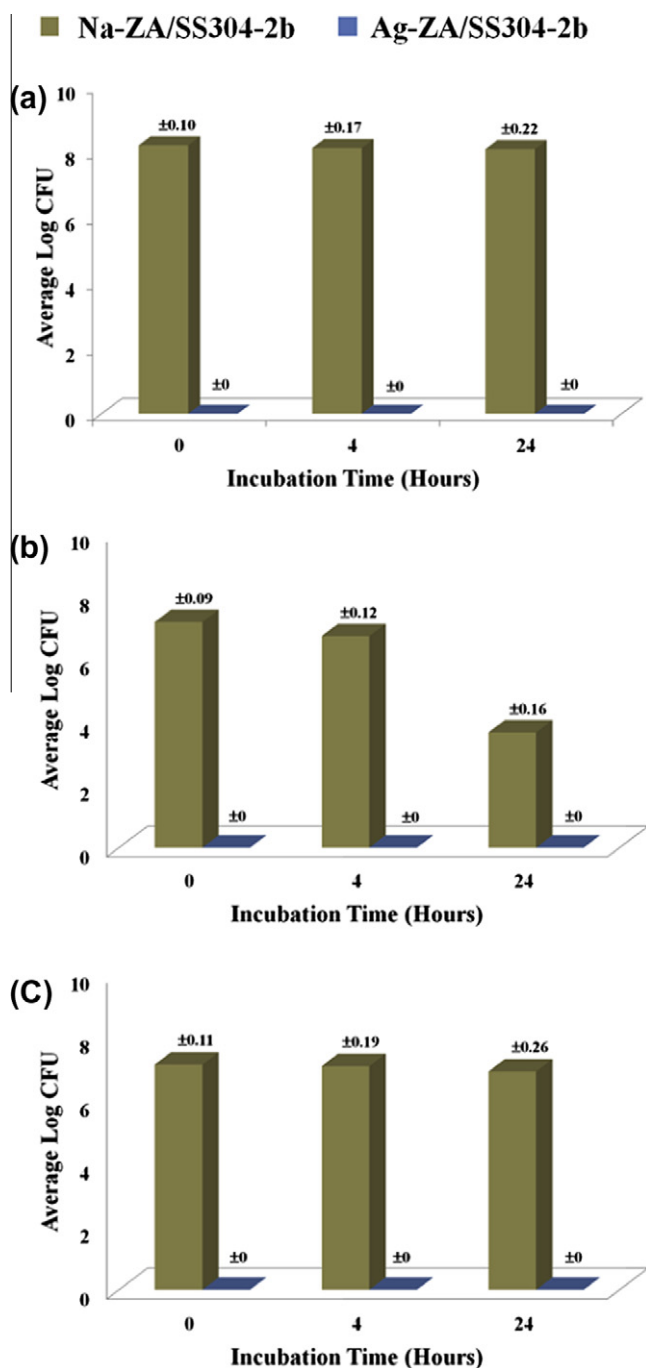 Na-ZA/SS304-2b Ag-ZA/SS304-2b
(a)
10
8
6
4
2
0
Average Log CFU
±0.10 ±0.17 ±0.22
±0 ±0 ±0
0 4 24
Incubation Time (Hours)
(b)
10
8
6
4
2
0
Average Log CFU
±0.09 ±0.12 ±0.16
±0 ±0 ±0
0 4 24
Incubation Time (Hours)
(C)
10
8
6
4
2
0
Average Log CFU
±0.11 ±0.19 ±0.26
±0 ±0 ±0
0 4 24
Incubation Time (Hours)